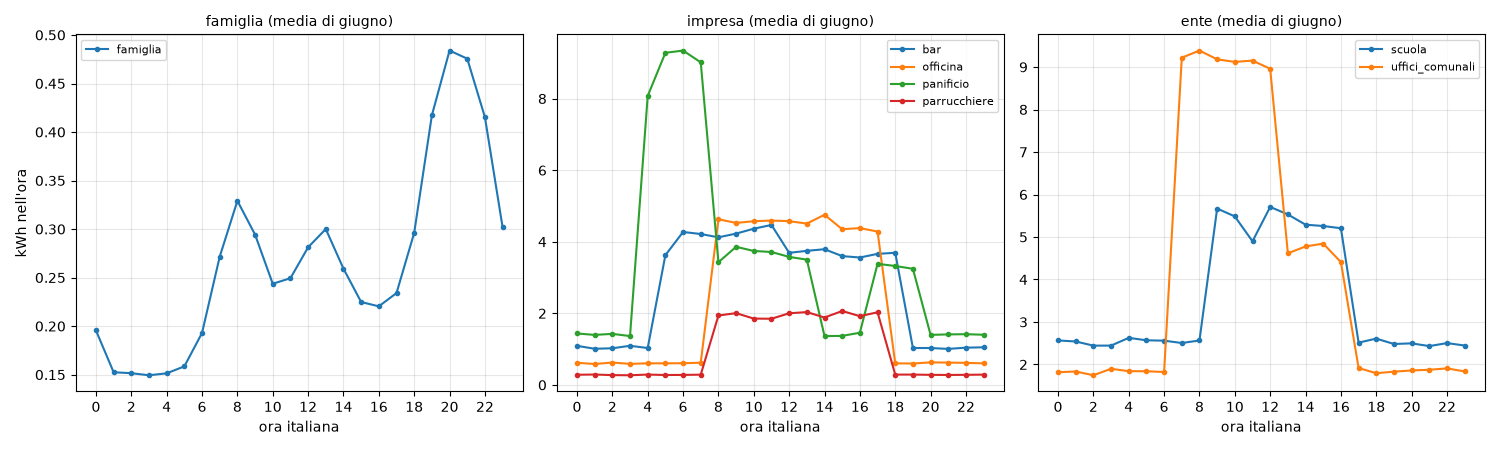 famiglia (media di giugno)
kWh nell'ora
0.50
0.45
0.40
0.35
0.30
0.25
0.20
0.15
famiglia
0 2 4 6 8 10 12 14 16 18 20 22
ora italiana
impresa (media di giugno)
8
6
4
2
0
bar
officina
panificio
parrucchiere
0 2 4 6 8 10 12 14 16 18 20 22
ora italiana
ente (media di giugno)
9
8
7
6
5
4
3
2
scuola
uffici_comunali
0 2 4 6 8 10 12 14 16 18 20 22
ora italiana